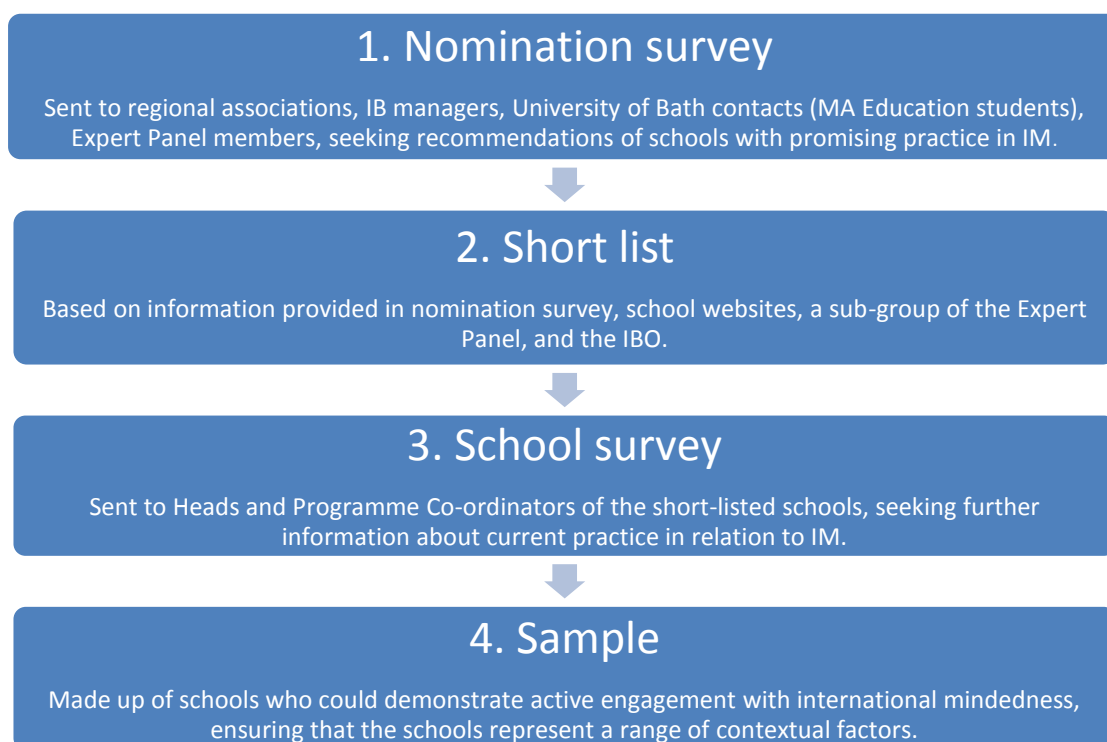 1. Nomination survey
Sent to regional associations, IB managers, University of Bath contacts (MA Education students),
Expert Panel members, seeking recommendations of schools with promising practice in IM.
2. Short list
Based on information provided in nomination survey, school websites, a sub-group of the Expert
Panel, and the IBO.
3. School survey
Sent to Heads and Programme Co-ordinators of the short-listed schools, seeking further
information about current practice in relation to IM.
4. Sample
Made up of schools who could demonstrate active engagement with international mindedness,
ensuring that the schools represent a range of contextual factors.